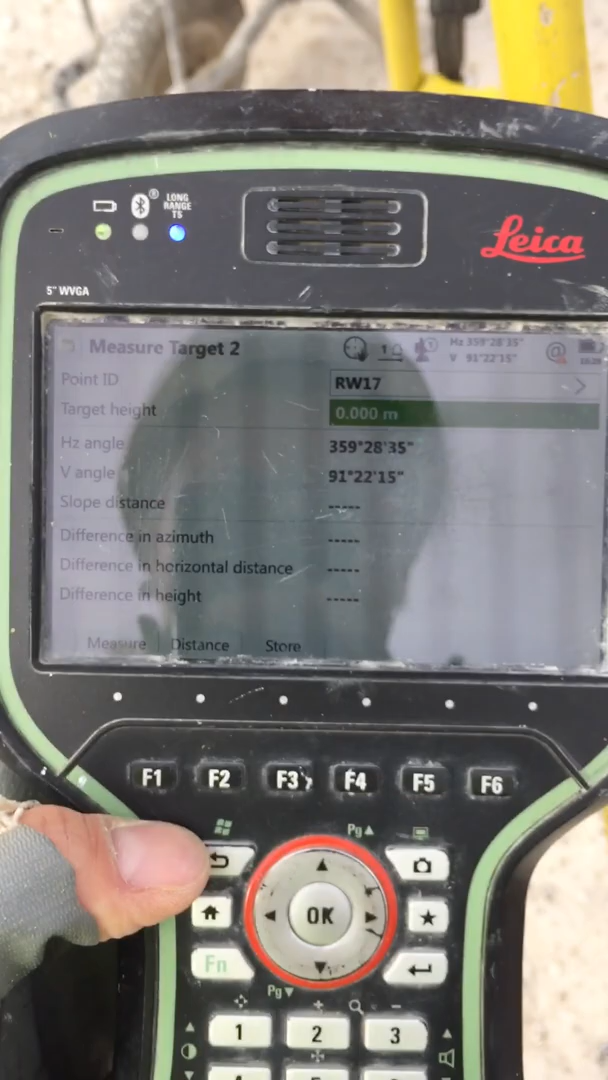 LONG
RANGE
TS
Leica
5" WVGA
Measure Target 2
1
Hz 359°28'35"
V 91°22'15"
Point ID
RW17
Target height
0.000 m
Hz angle
359°28'35"
V angle
91°22'15"
Slope distance
-----
Difference in azimuth
-----
Difference in horizontal distance
-----
Difference in height
-----
Measure
Distance
Store
F1
F2
F3
F4
F5
F6
Pg▲
OK
Fn
Pg▼
1
2
3